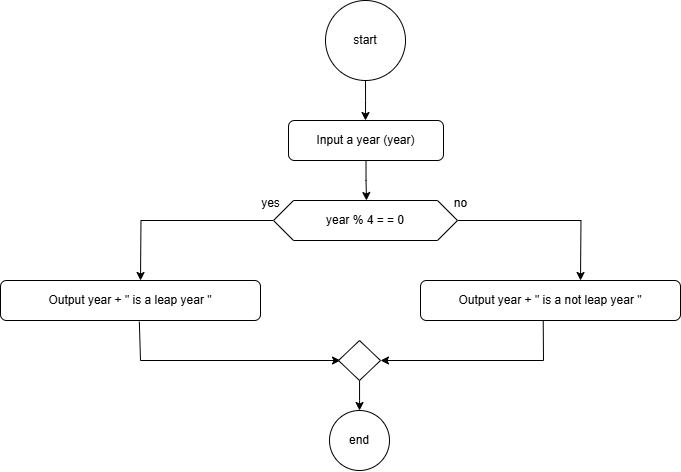 start
Input a year (year)
yes
no
year % 4 = = 0
Output year + " is a leap year "
Output year + " is a not leap year "
end